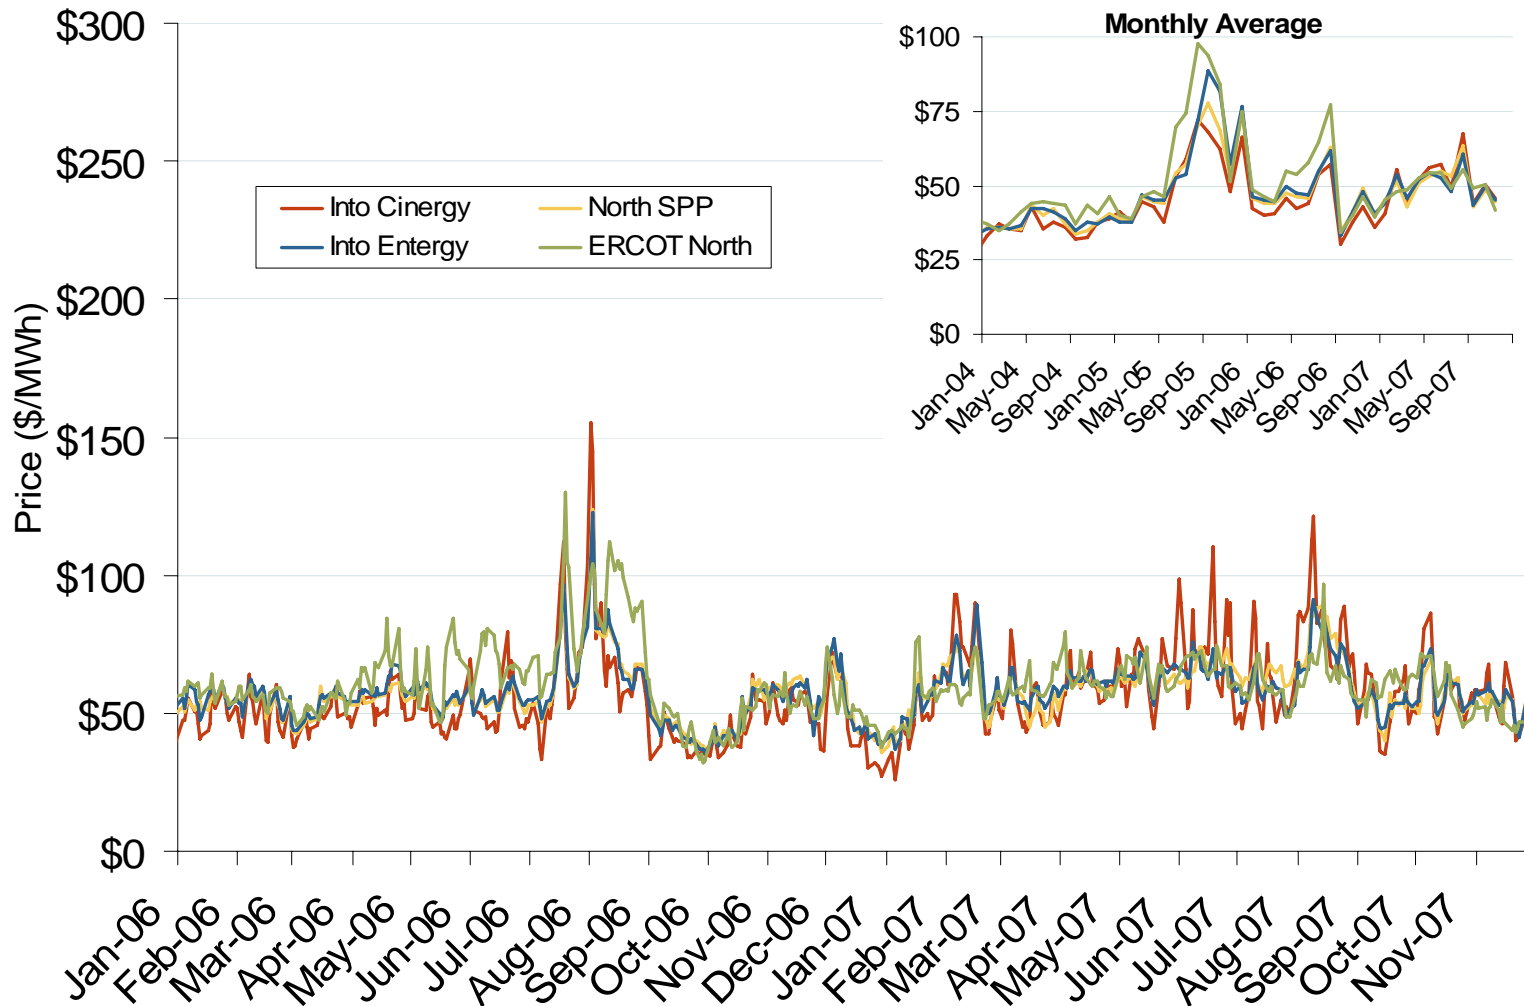 $300
$250
$200
$150
$100
$50
$0
Price ($/MWh)
Into Cinergy
North SPP
Into Entergy
ERCOT North
Jan-06
Feb-06
Mar-06
Apr-06
May-06
Jun-06
Jul-06
Aug-06
Sep-06
Oct-06
Nov-06
Dec-06
Jan-07
Feb-07
Mar-07
Apr-07
May-07
Jun-07
Jul-07
Aug-07
Sep-07
Oct-07
Nov-07
Monthly Average
$100
$75
$50
$25
$0
Jan-04
May-04
Sep-04
Jan-05
May-05
Sep-05
Jan-06
May-06
Sep-06
Jan-07
May-07
Sep-07